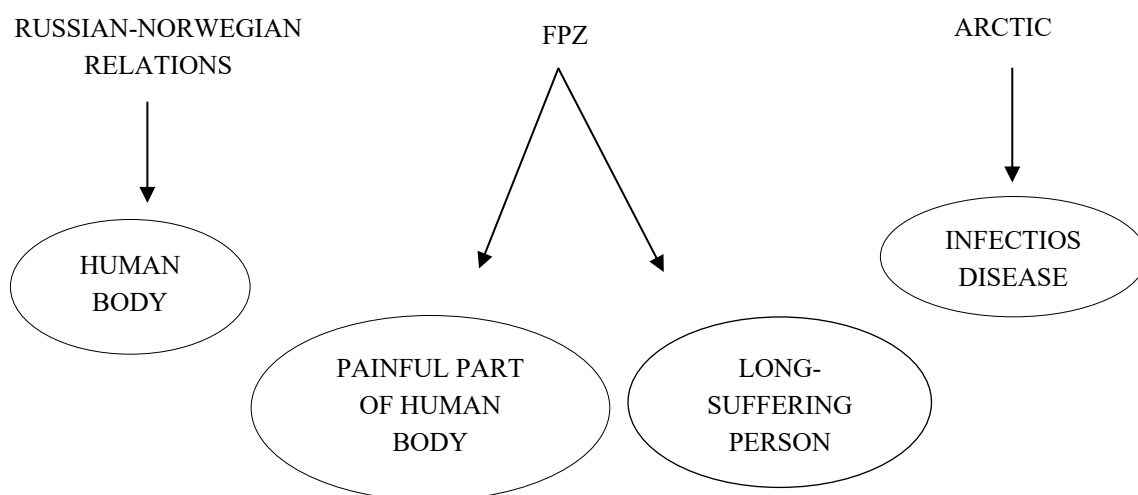 RUSSIAN-NORWEGIAN
RELATIONS
FPZ
ARCTIC
HUMAN
BODY
PAINFUL PART
OF HUMAN
BODY
LONG-
SUFFERING
PERSON
INFECTIOS
DISEASE